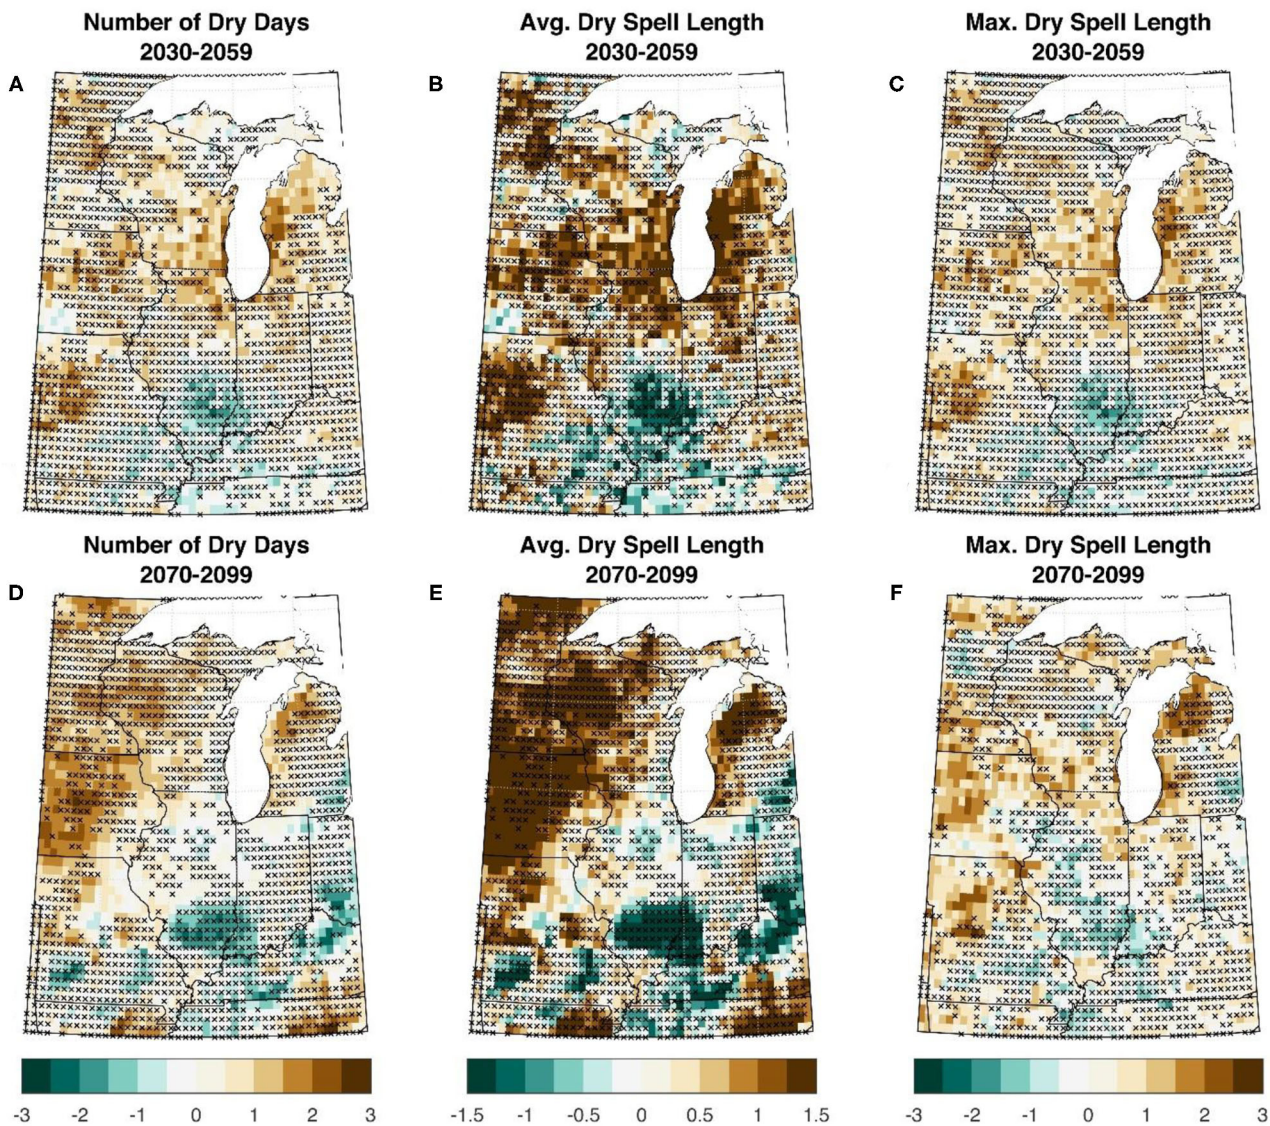 Number of Dry Days
2030-2059
Avg. Dry Spell Length
2030-2059
Max. Dry Spell Length
2030-2059
A
B
C
Number of Dry Days
2070-2099
Avg. Dry Spell Length
2070-2099
Max. Dry Spell Length
2070-2099
D
E
F
-3 -2 -1 0 1 2 3
-1.5 -1 -0.5 0 0.5 1 1.5
-3 -2 -1 0 1 2 3